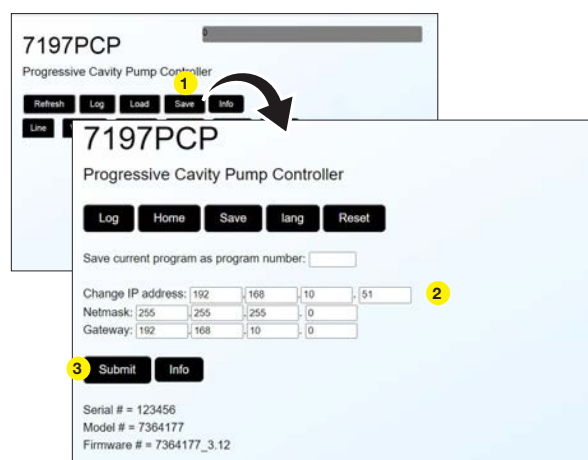 0
7197PCP
Progressive Cavity Pump Controller
1
Refresh Log Load Save Info
Line
7197PCP
Progressive Cavity Pump Controller
Log Home Save lang Reset
Save current program as program number:
Change IP address: 192 . 168 . 10 . 51 2
Netmask: 255 . 255 . 255 . 0
Gateway: 192 . 168 . 10 . 0
3 Submit Info
Serial # = 123456
Model # = 7364177
Firmware # = 7364177_3.12